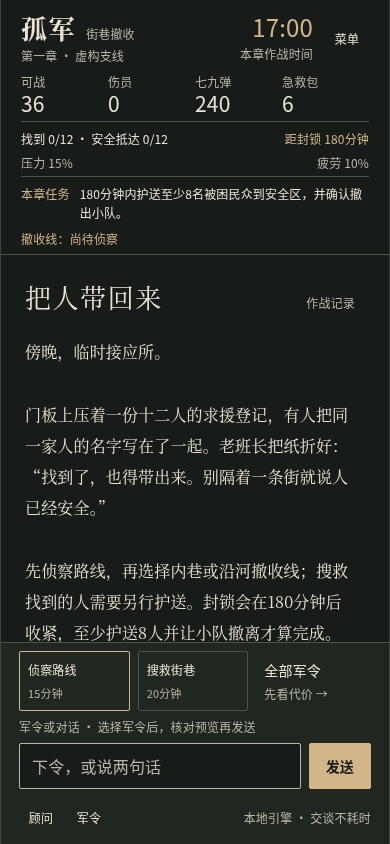 孤军 街巷撤收 17:00 菜单
第一章 · 虚构支线 本章作战时间
可战 伤员 七九弹 急救包
36 0 240 6
找到 0/12 · 安全抵达 0/12 距封锁 180分钟
压力 15% 疲劳 10%
本章任务 180分钟内护送至少8名被困民众到安全区，并确认撤
出小队。
撤收线：尚待侦察
把人带回来 作战记录
傍晚，临时接应所。
门板上压着一份十二人的求援登记，有人把同
一家人的名字写在了一起。老班长把纸折好：
“找到了，也得带出来。别隔着一条街就说人
已经安全。”
先侦察路线，再选择内巷或沿河撤收线；搜救
找到的人需要另行护送。封锁会在180分钟后
收紧，至少护送8人并让小队撤离才算完成。
侦察路线 搜救街巷 全部军令
15分钟 20分钟 先看代价 →
军令或对话 · 选择军令后，核对预览再发送
下令，或说两句话 发送
顾问 军令 本地引擎 · 交谈不耗时